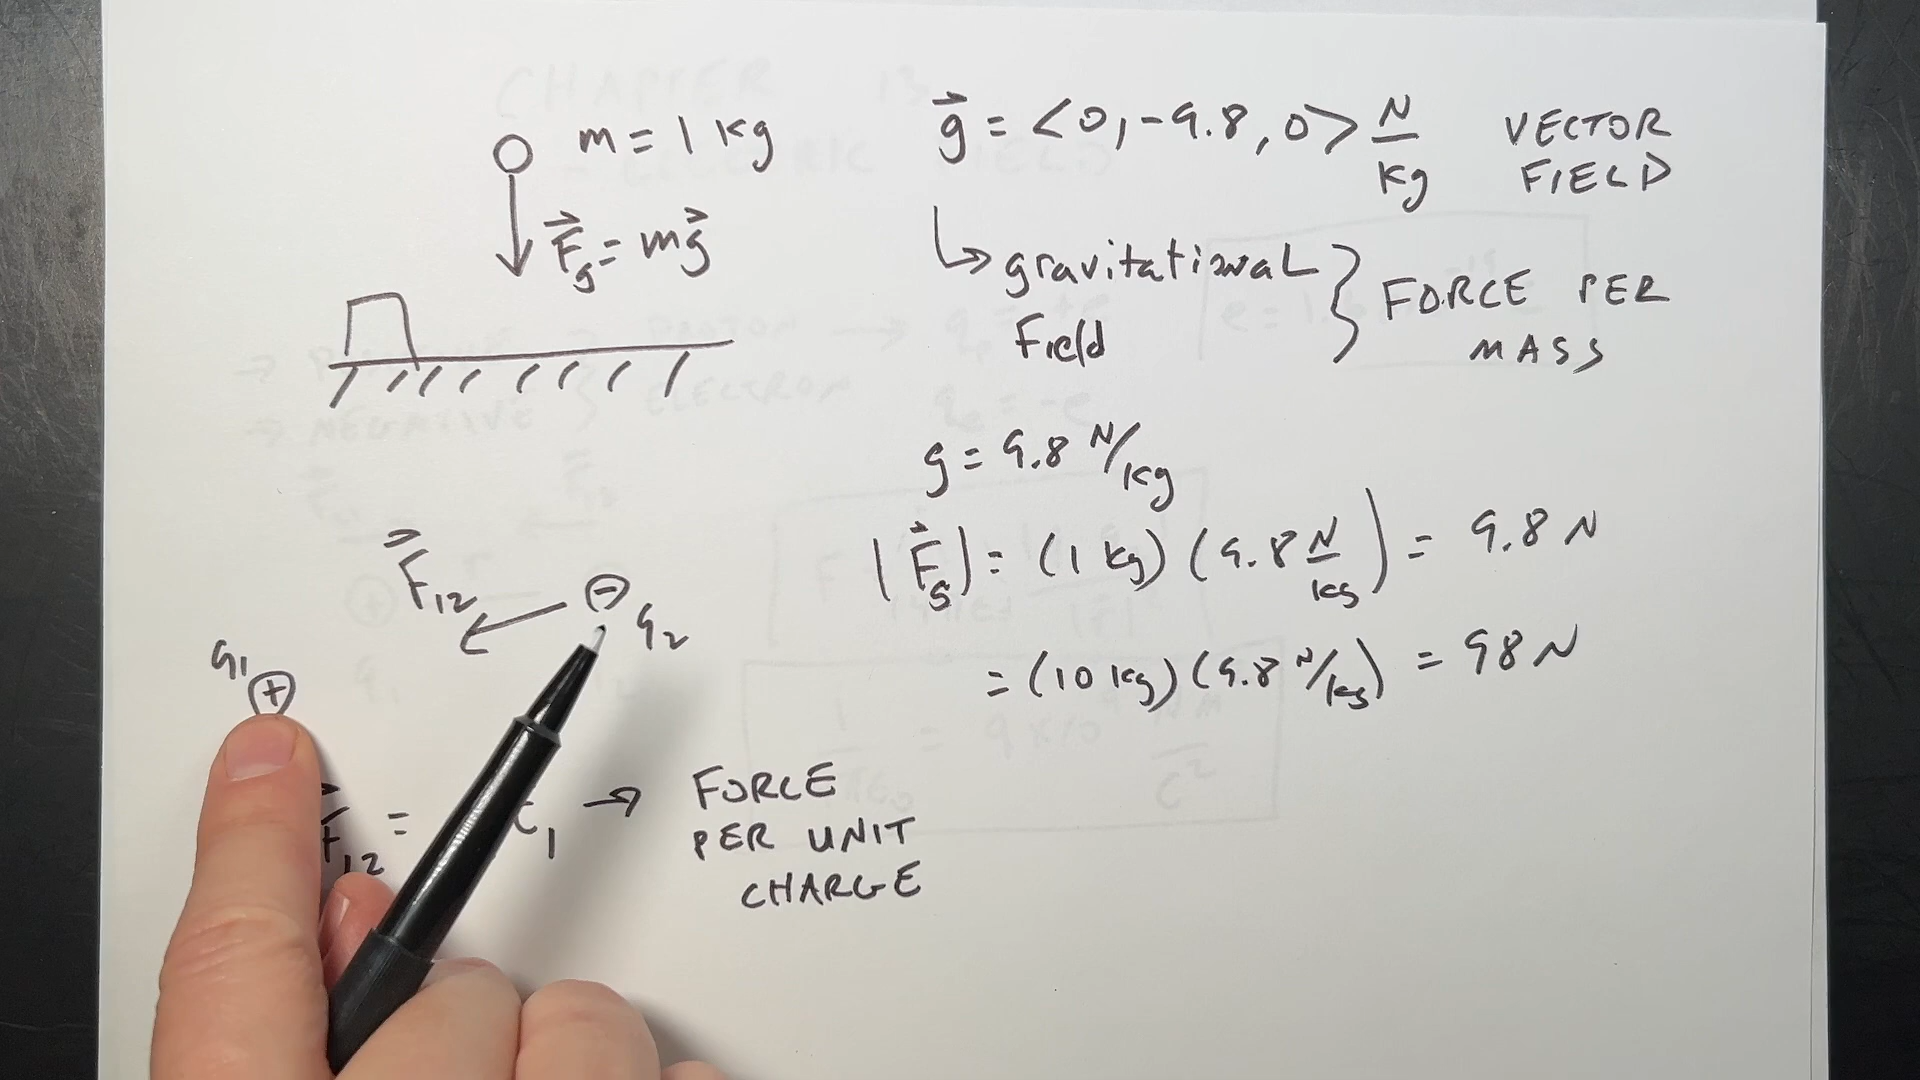 m = 1 kg
F⃗g = mg⃗
g⃗ = <0, -9.8, 0> N/kg
VECTOR
FIELD
↳ gravitational
Field
} FORCE PER
MASS
g = 9.8 N/kg
|F⃗g| = (1 kg) (9.8 N/kg) = 9.8 N
= (10 kg) (9.8 N/kg) = 98 N
F⃗12
- q2
q1
+
F⃗12 =
1 → FORCE
PER UNIT
CHARGE